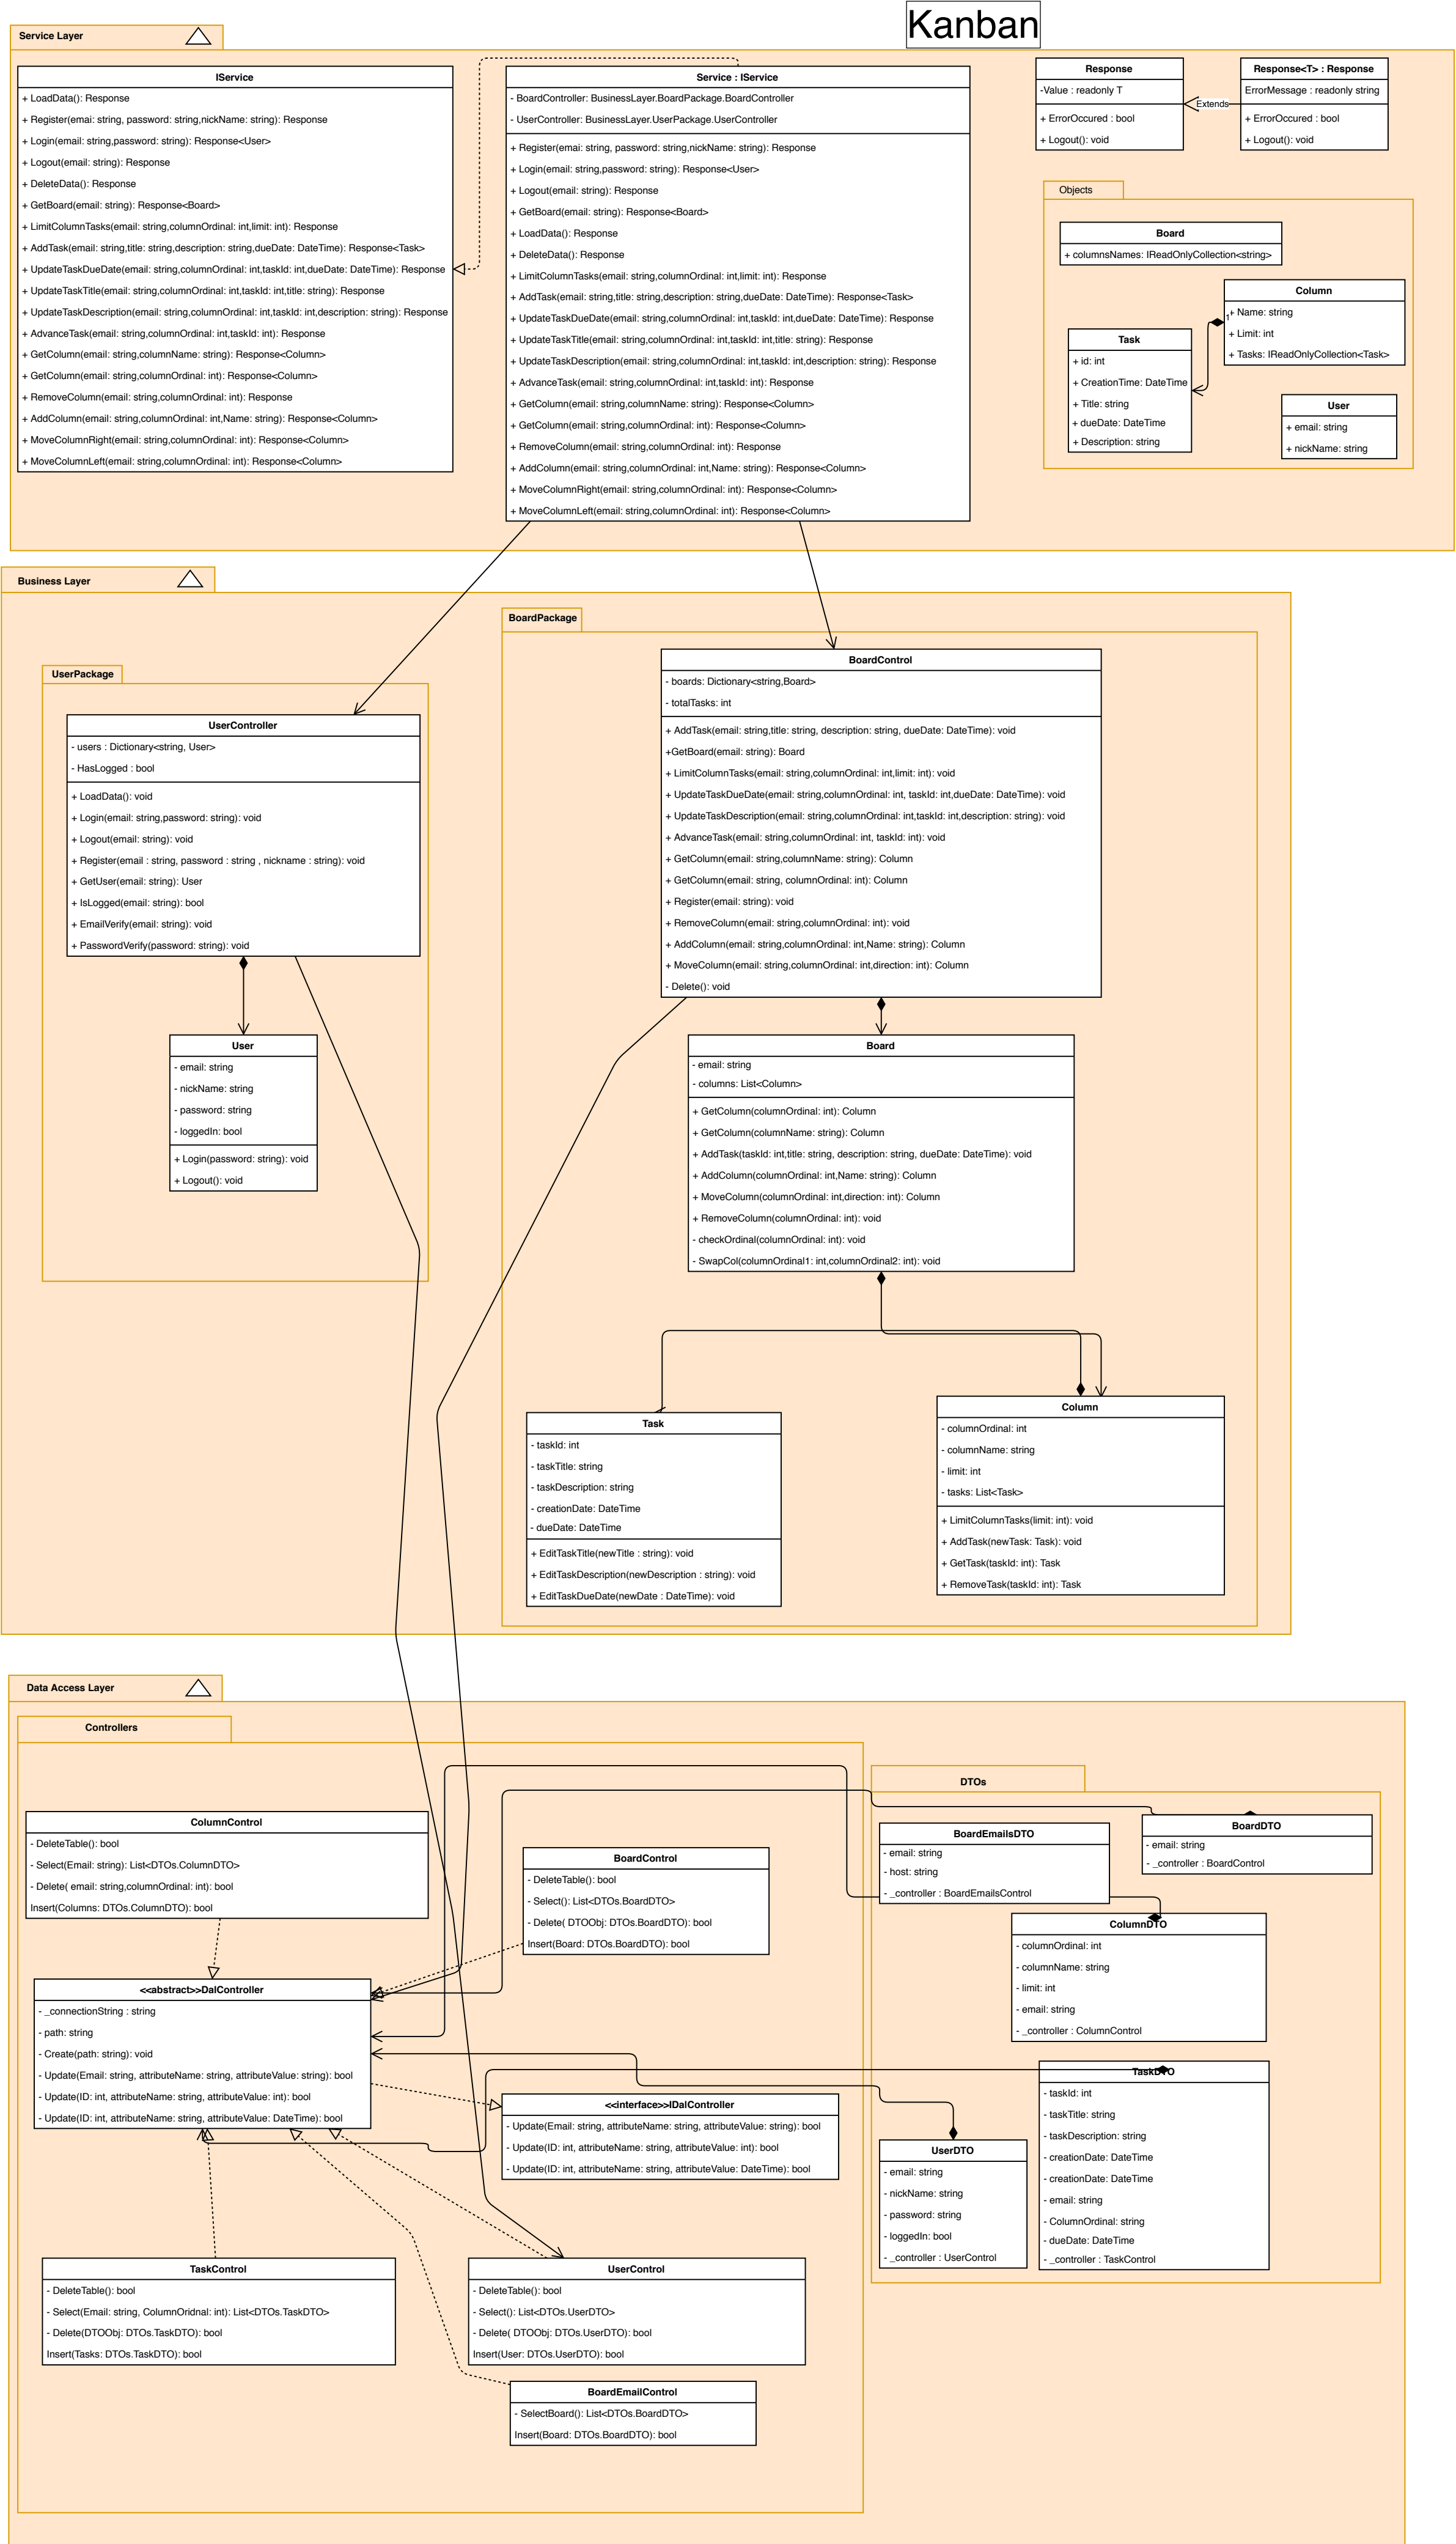 Kanban
Service Layer
IService
+ LoadData(): Response
+ Register(emai: string, password: string,nickName: string): Response
+ Login(email: string,password: string): Response<User>
+ Logout(email: string): Response
+ DeleteData(): Response
+ GetBoard(email: string): Response<Board>
+ LimitColumnTasks(email: string,columnOrdinal: int,limit: int): Response
+ AddTask(email: string,title: string,description: string,dueDate: DateTime): Response<Task>
+ UpdateTaskDueDate(email: string,columnOrdinal: int,taskId: int,dueDate: DateTime): Response
+ UpdateTaskTitle(email: string,columnOrdinal: int,taskId: int,title: string): Response
+ UpdateTaskDescription(email: string,columnOrdinal: int,taskId: int,description: string): Response
+ AdvanceTask(email: string,columnOrdinal: int,taskId: int): Response
+ GetColumn(email: string,columnName: string): Response<Column>
+ GetColumn(email: string,columnOrdinal: int): Response<Column>
+ RemoveColumn(email: string,columnOrdinal: int): Response
+ AddColumn(email: string,columnOrdinal: int,Name: string): Response<Column>
+ MoveColumnRight(email: string,columnOrdinal: int): Response<Column>
+ MoveColumnLeft(email: string,columnOrdinal: int): Response<Column>
Service : IService
- BoardController: BusinessLayer.BoardPackage.BoardController
- UserController: BusinessLayer.UserPackage.UserController
+ Register(emai: string, password: string,nickName: string): Response
+ Login(email: string,password: string): Response<User>
+ Logout(email: string): Response
+ GetBoard(email: string): Response<Board>
+ LoadData(): Response
+ DeleteData(): Response
+ LimitColumnTasks(email: string,columnOrdinal: int,limit: int): Response
+ AddTask(email: string,title: string,description: string,dueDate: DateTime): Response<Task>
+ UpdateTaskDueDate(email: string,columnOrdinal: int,taskId: int,dueDate: DateTime): Response
+ UpdateTaskTitle(email: string,columnOrdinal: int,taskId: int,title: string): Response
+ UpdateTaskDescription(email: string,columnOrdinal: int,taskId: int,description: string): Response
+ AdvanceTask(email: string,columnOrdinal: int,taskId: int): Response
+ GetColumn(email: string,columnName: string): Response<Column>
+ GetColumn(email: string,columnOrdinal: int): Response<Column>
+ RemoveColumn(email: string,columnOrdinal: int): Response
+ AddColumn(email: string,columnOrdinal: int,Name: string): Response<Column>
+ MoveColumnRight(email: string,columnOrdinal: int): Response<Column>
+ MoveColumnLeft(email: string,columnOrdinal: int): Response<Column>
Response
-Value : readonly T
+ ErrorOccured : bool
+ Logout(): void
Extends
Response<T> : Response
ErrorMessage : readonly string
+ ErrorOccured : bool
+ Logout(): void
Objects
Board
+ columnsNames: IReadOnlyCollection<string>
Column
1
+ Name: string
+ Limit: int
+ Tasks: IReadOnlyCollection<Task>
Task
+ id: int
+ CreationTime: DateTime
+ Title: string
+ dueDate: DateTime
+ Description: string
User
+ email: string
+ nickName: string
Business Layer
UserPackage
UserController
- users : Dictionary<string, User>
- HasLogged : bool
+ LoadData(): void
+ Login(email: string,password: string): void
+ Logout(email: string): void
+ Register(email : string, password : string , nickname : string): void
+ GetUser(email: string): User
+ IsLogged(email: string): bool
+ EmailVerify(email: string): void
+ PasswordVerify(password: string): void
User
- email: string
- nickName: string
- password: string
- loggedIn: bool
+ Login(password: string): void
+ Logout(): void
BoardPackage
BoardControl
- boards: Dictionary<string,Board>
- totalTasks: int
+ AddTask(email: string,title: string, description: string, dueDate: DateTime): void
+GetBoard(email: string): Board
+ LimitColumnTasks(email: string,columnOrdinal: int,limit: int): void
+ UpdateTaskDueDate(email: string,columnOrdinal: int, taskId: int,dueDate: DateTime): void
+ UpdateTaskDescription(email: string,columnOrdinal: int,taskId: int,description: string): void
+ AdvanceTask(email: string,columnOrdinal: int, taskId: int): void
+ GetColumn(email: string,columnName: string): Column
+ GetColumn(email: string, columnOrdinal: int): Column
+ Register(email: string): void
+ RemoveColumn(email: string,columnOrdinal: int): void
+ AddColumn(email: string,columnOrdinal: int,Name: string): Column
+ MoveColumn(email: string,columnOrdinal: int,direction: int): Column
- Delete(): void
Board
- email: string
- columns: List<Column>
+ GetColumn(columnOrdinal: int): Column
+ GetColumn(columnName: string): Column
+ AddTask(taskId: int,title: string, description: string, dueDate: DateTime): void
+ AddColumn(columnOrdinal: int,Name: string): Column
+ MoveColumn(columnOrdinal: int,direction: int): Column
+ RemoveColumn(columnOrdinal: int): void
- checkOrdinal(columnOrdinal: int): void
- SwapCol(columnOrdinal1: int,columnOrdinal2: int): void
Task
- taskId: int
- taskTitle: string
- taskDescription: string
- creationDate: DateTime
- dueDate: DateTime
+ EditTaskTitle(newTitle : string): void
+ EditTaskDescription(newDescription : string): void
+ EditTaskDueDate(newDate : DateTime): void
Column
- columnOrdinal: int
- columnName: string
- limit: int
- tasks: List<Task>
+ LimitColumnTasks(limit: int): void
+ AddTask(newTask: Task): void
+ GetTask(taskId: int): Task
+ RemoveTask(taskId: int): Task
Data Access Layer
Controllers
ColumnControl
- DeleteTable(): bool
- Select(Email: string): List<DTOs.ColumnDTO>
- Delete( email: string,columnOrdinal: int): bool
Insert(Columns: DTOs.ColumnDTO): bool
BoardControl
- DeleteTable(): bool
- Select(): List<DTOs.BoardDTO>
- Delete( DTOObj: DTOs.BoardDTO): bool
Insert(Board: DTOs.BoardDTO): bool
<<abstract>>DalController
- _connectionString : string
- path: string
- Create(path: string): void
- Update(Email: string, attributeName: string, attributeValue: string): bool
- Update(ID: int, attributeName: string, attributeValue: int): bool
- Update(ID: int, attributeName: string, attributeValue: DateTime): bool
<<interface>>IDalController
- Update(Email: string, attributeName: string, attributeValue: string): bool
- Update(ID: int, attributeName: string, attributeValue: int): bool
- Update(ID: int, attributeName: string, attributeValue: DateTime): bool
TaskControl
- DeleteTable(): bool
- Select(Email: string, ColumnOridnal: int): List<DTOs.TaskDTO>
- Delete(DTOObj: DTOs.TaskDTO): bool
Insert(Tasks: DTOs.TaskDTO): bool
UserControl
- DeleteTable(): bool
- Select(): List<DTOs.UserDTO>
- Delete( DTOObj: DTOs.UserDTO): bool
Insert(User: DTOs.UserDTO): bool
BoardEmailControl
- SelectBoard(): List<DTOs.BoardDTO>
Insert(Board: DTOs.BoardDTO): bool
DTOs
BoardEmailsDTO
- email: string
- host: string
- _controller : BoardEmailsControl
BoardDTO
- email: string
- _controller : BoardControl
ColumnDTO
- columnOrdinal: int
- columnName: string
- limit: int
- email: string
- _controller : ColumnControl
TaskDTO
- taskId: int
- taskTitle: string
- taskDescription: string
- creationDate: DateTime
- creationDate: DateTime
- email: string
- ColumnOrdinal: string
- dueDate: DateTime
- _controller : TaskControl
UserDTO
- email: string
- nickName: string
- password: string
- loggedIn: bool
- _controller : UserControl